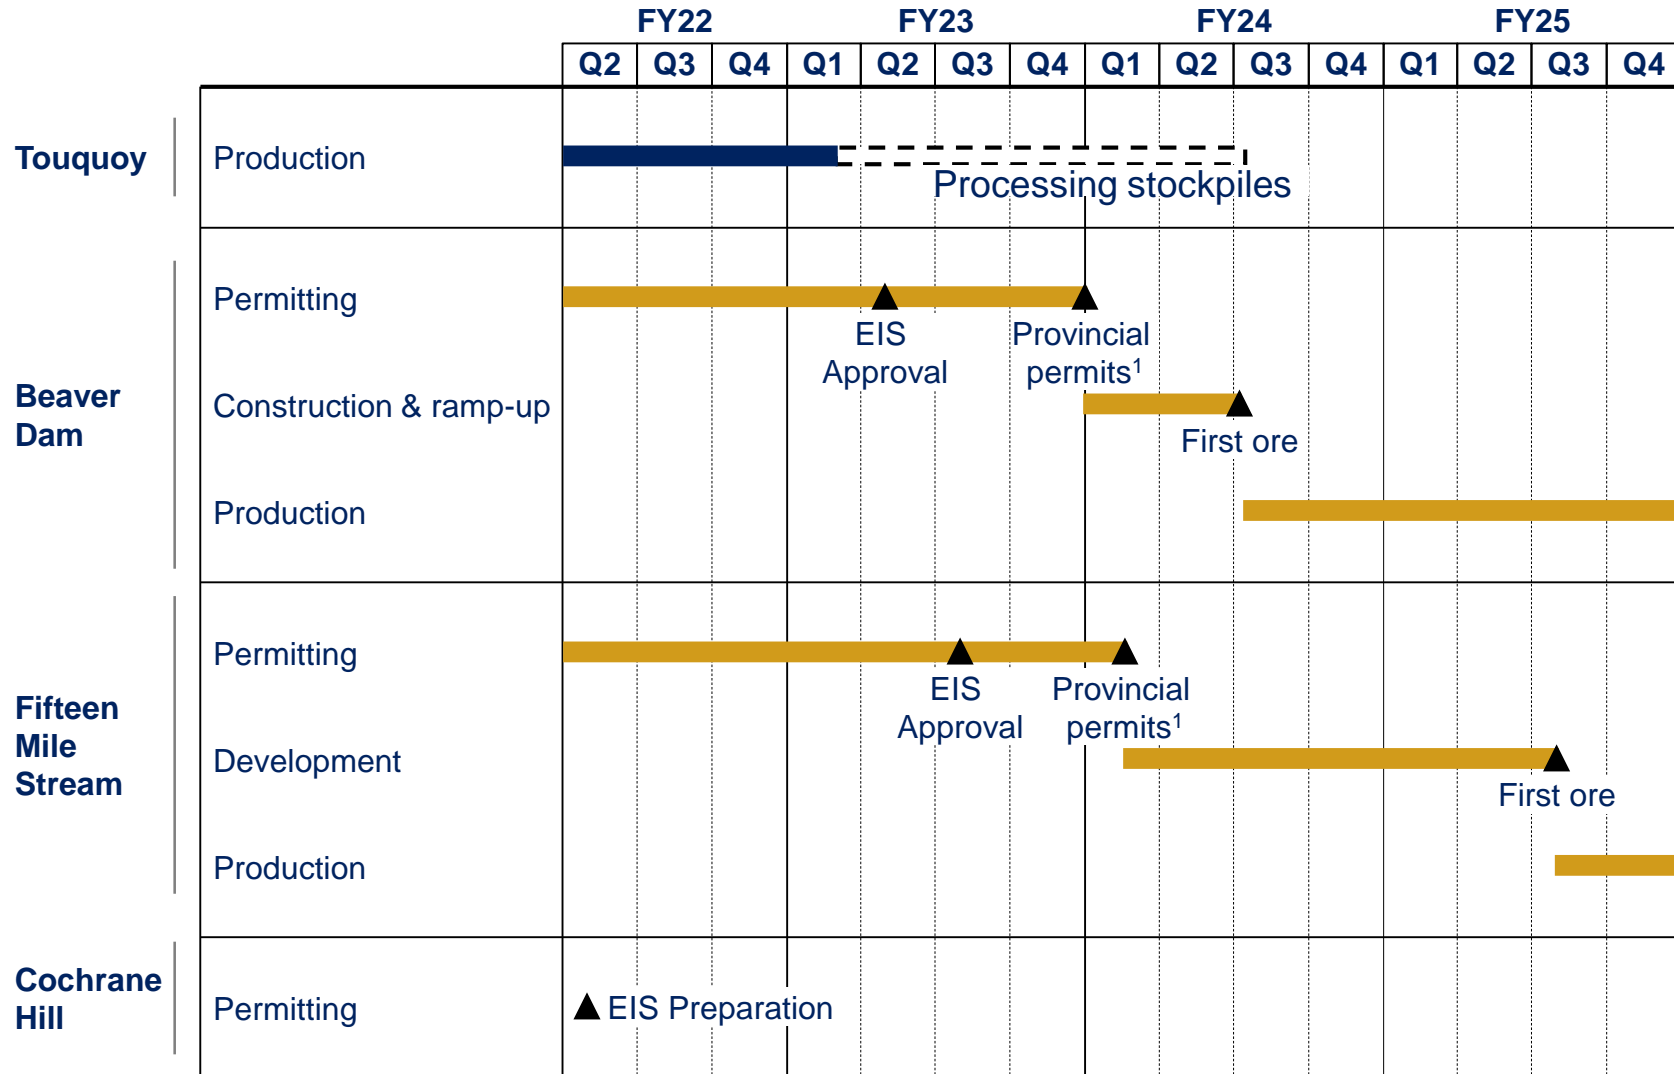 FY22 FY23 FY24 FY25
Q2 Q3 Q4 Q1 Q2 Q3 Q4 Q1 Q2 Q3 Q4 Q1 Q2 Q3 Q4
Touquoy
Production
Processing stockpiles
Beaver
Dam
Permitting
EIS
Approval
Provincial
permits¹
Construction & ramp-up
First ore
Production
Fifteen
Mile
Stream
Permitting
EIS
Approval
Provincial
permits¹
Development
First ore
Production
Cochrane
Hill
Permitting
EIS Preparation